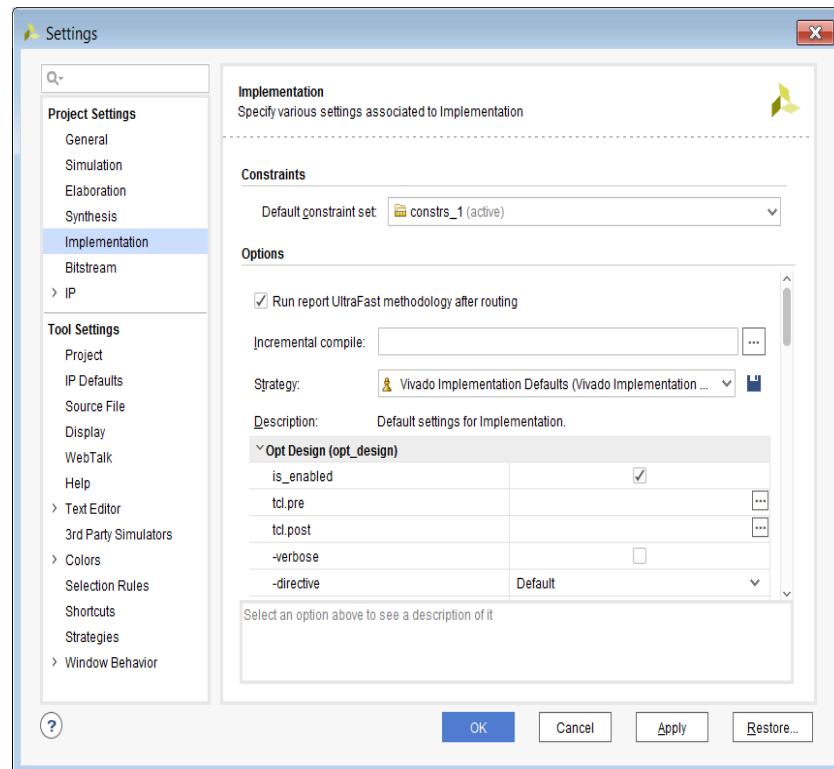 Settings
Project Settings
General
Simulation
Elaboration
Synthesis
Implementation
Bitstream
IP
Tool Settings
Project
IP Defaults
Source File
Display
WebTalk
Help
Text Editor
3rd Party Simulators
Colors
Selection Rules
Shortcuts
Strategies
Window Behavior
Implementation
Specify various settings associated to Implementation
Constraints
Default constraint set: constrs_1 (active)
Options
Run report UltraFast methodology after routing
Incremental compile: ...
Strategy: Vivado Implementation Defaults (Vivado Implementation ...
Description: Default settings for Implementation.
Opt Design (opt_design)
is_enabled
tcl.pre ...
tcl.post ...
-verbose
-directive Default
Select an option above to see a description of it
? OK Cancel Apply Restore...